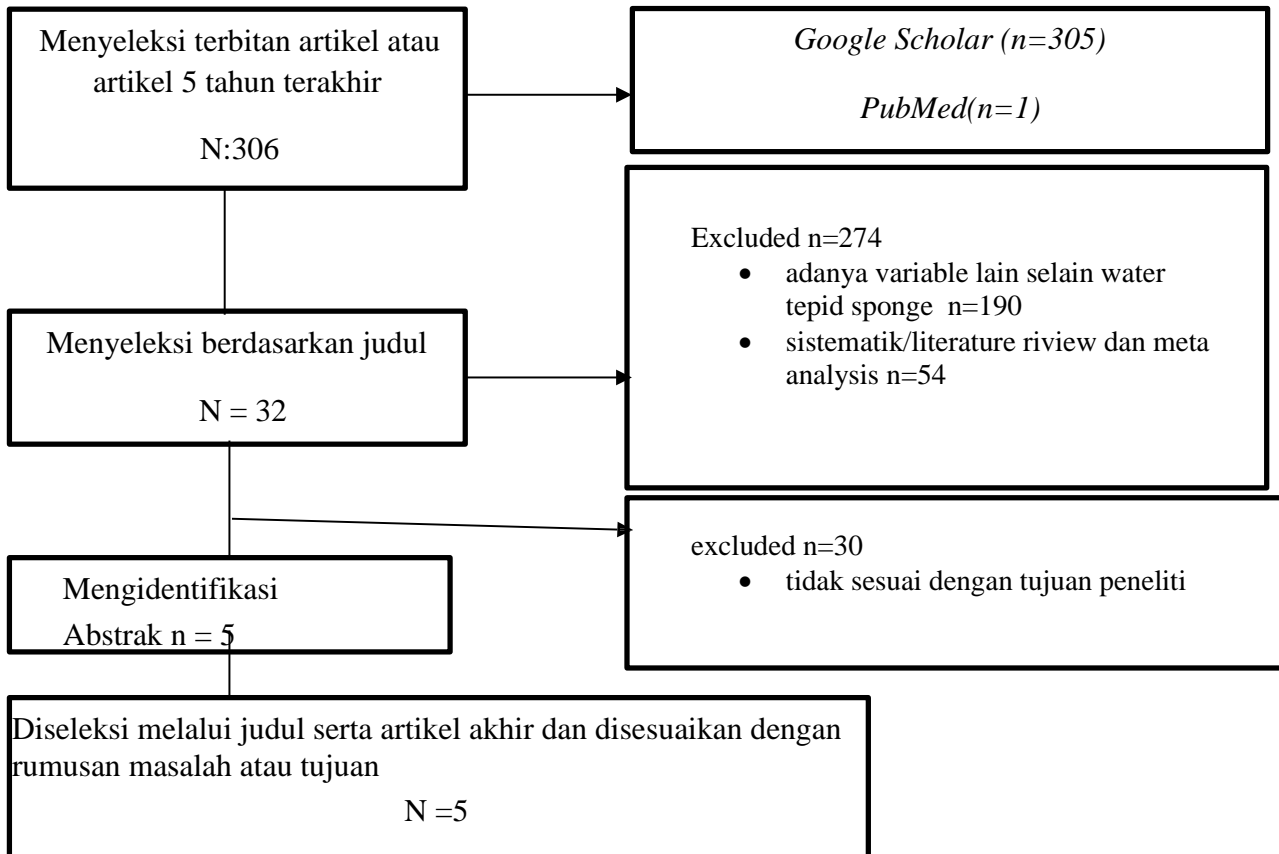 Menyeleksi terbitan artikel atau
artikel 5 tahun terakhir
N:306
Google Scholar (n=305)
PubMed(n=1)
Menyeleksi berdasarkan judul
N = 32
Excluded n=274
• adanya variable lain selain water
tepid sponge n=190
• sistematik/literature riview dan meta
analysis n=54
excluded n=30
• tidak sesuai dengan tujuan peneliti
Mengidentifikasi
Abstrak n = 5
Diseleksi melalui judul serta artikel akhir dan disesuaikan dengan
rumusan masalah atau tujuan
N =5